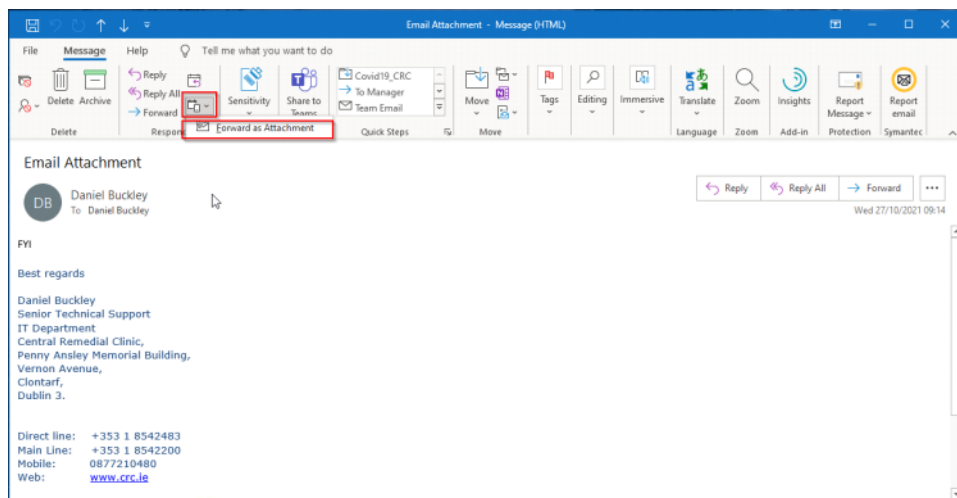 Email Attachment - Message (HTML)
File Message Help Tell me what you want to do
Delete Archive
Reply
Reply All
Forward
Sensitivity
Share to Teams
Covid19_CRC
To Manager
Team Email
Move
Tags
Editing
Immersive
Translate
Zoom
Insights
Report Message
Report email
Forward as Attachment
Delete
Respon
Quick Steps
Move
Language
Zoom
Add-in
Protection
Symantec
Email Attachment
DB
Daniel Buckley
To Daniel Buckley
Reply Reply All Forward
Wed 27/10/2021 09:14
FYI
Best regards
Daniel Buckley
Senior Technical Support
IT Department
Central Remedial Clinic,
Penny Ansley Memorial Building,
Vernon Avenue,
Clontarf,
Dublin 3.
Direct line: +353 1 8542483
Main Line: +353 1 8542200
Mobile: 0877210480
Web: www.crc.ie